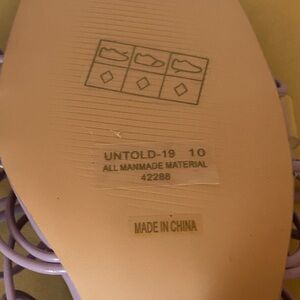 UNTOLD-19 10
ALL MANMADE MATERIAL
42288
MADE IN CHINA